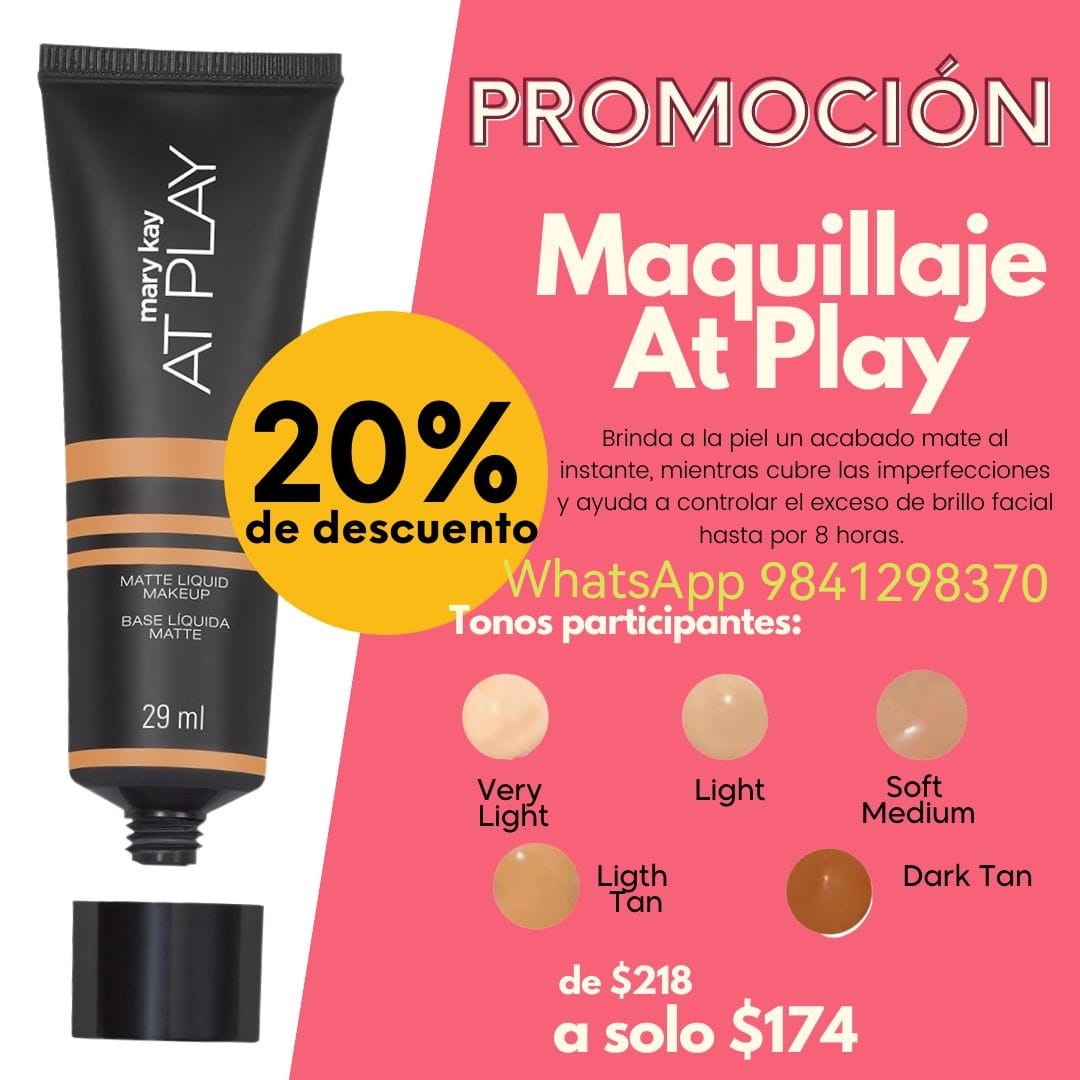 PROMOCIÓN
Maquillaje
At Play
Brinda a la piel un acabado mate al
instante, mientras cubre las imperfecciones
y ayuda a controlar el exceso de brillo facial
hasta por 8 horas.
WhatsApp 9841298370
Tonos participantes:
Very
Light
Light
Soft
Medium
Ligth
Tan
Dark Tan
de $218
a solo $174
20%
de descuento
mary kay
AT PLAY
MATTE LIQUID
MAKEUP
BASE LÍQUIDA
MATTE
29 ml